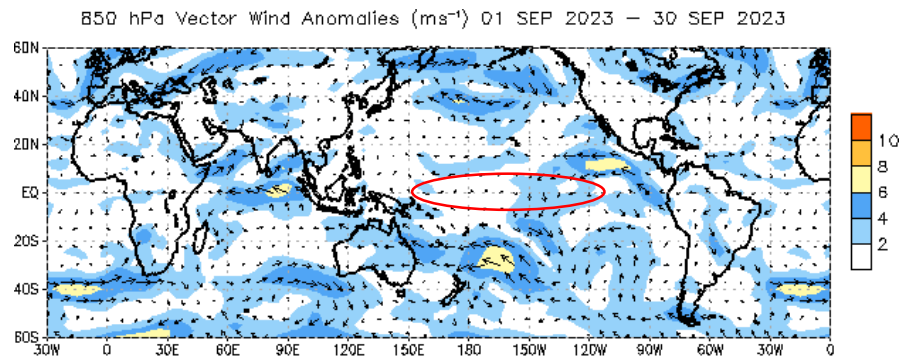 850 hPa Vector Wind Anomalies (ms⁻¹) 01 SEP 2023 – 30 SEP 2023
60N
40N
20N
EQ
20S
40S
60S
30W 0 30E 60E 90E 120E 150E 180 150W 120W 90W 60W 30W 0
10
8
6
4
2